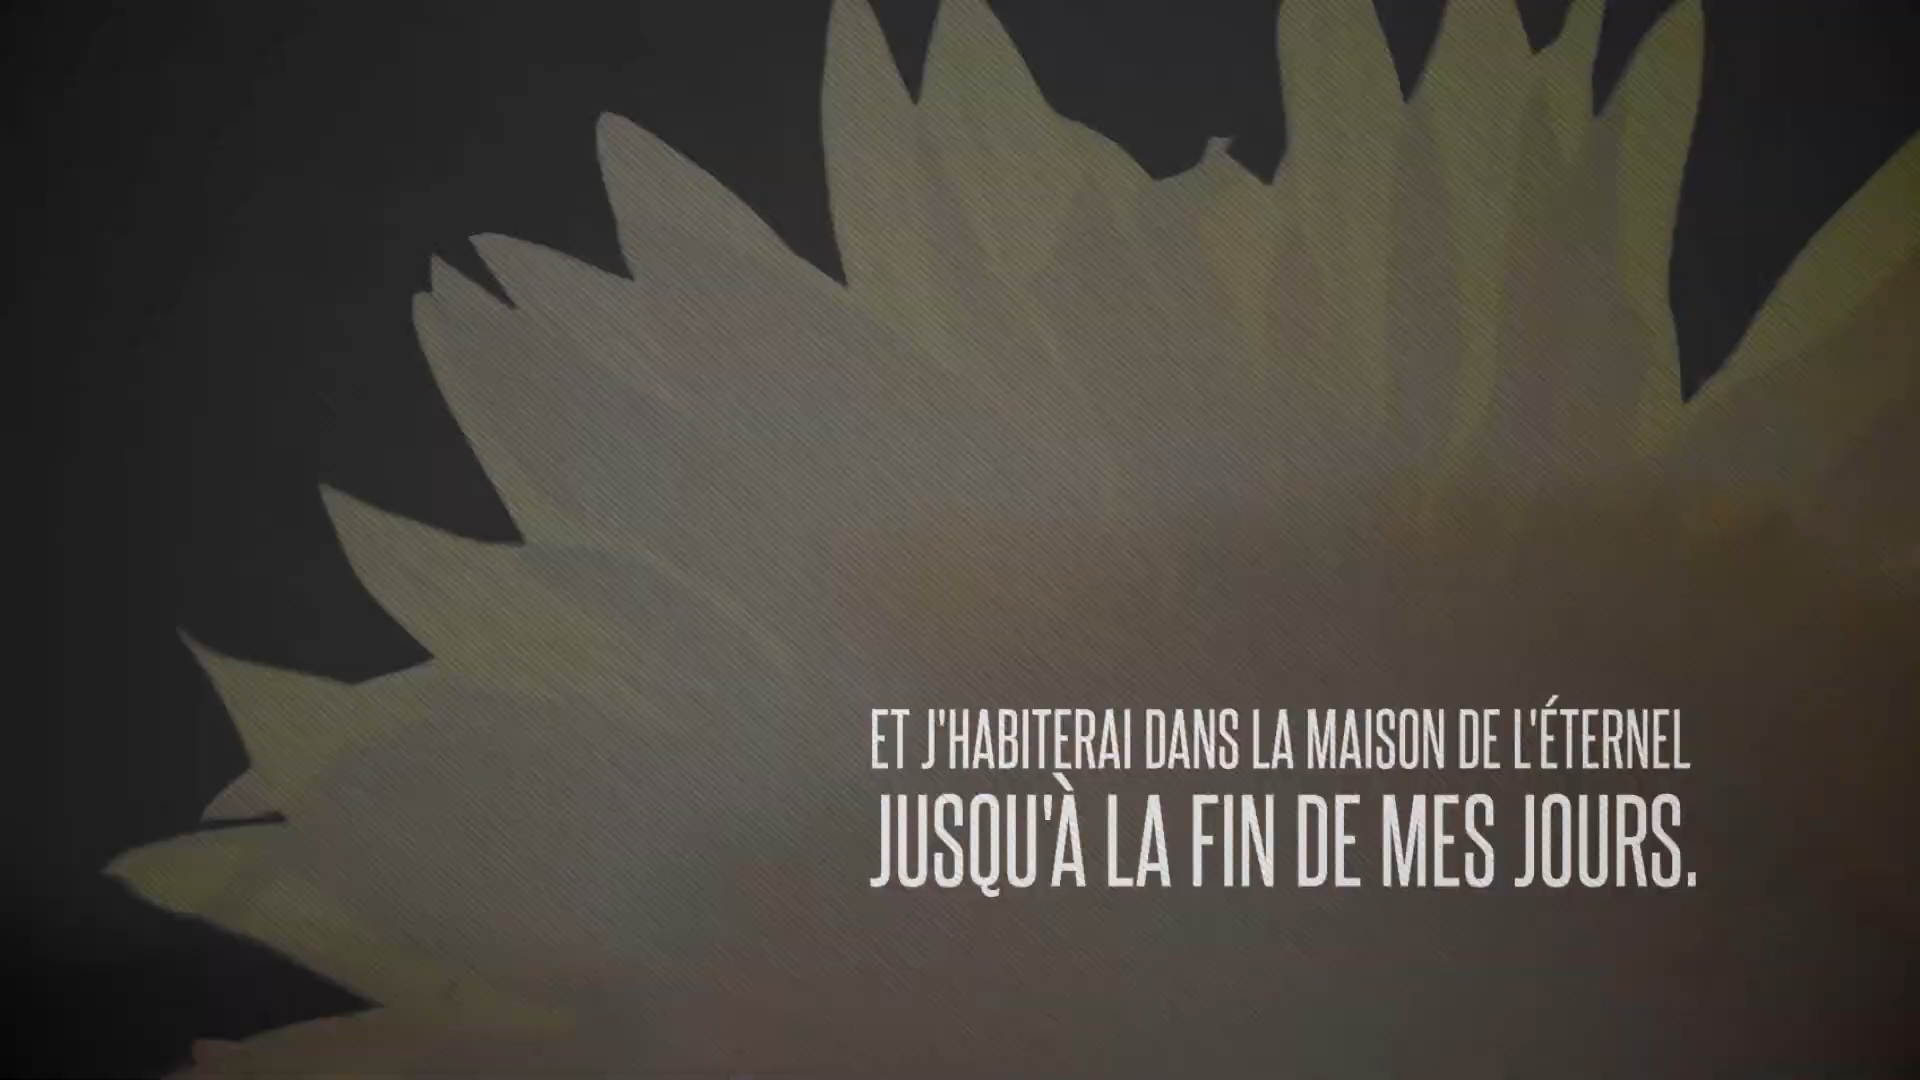 ET J'HABITERAI DANS LA MAISON DE L'ÉTERNEL
JUSQU'À LA FIN DE MES JOURS.